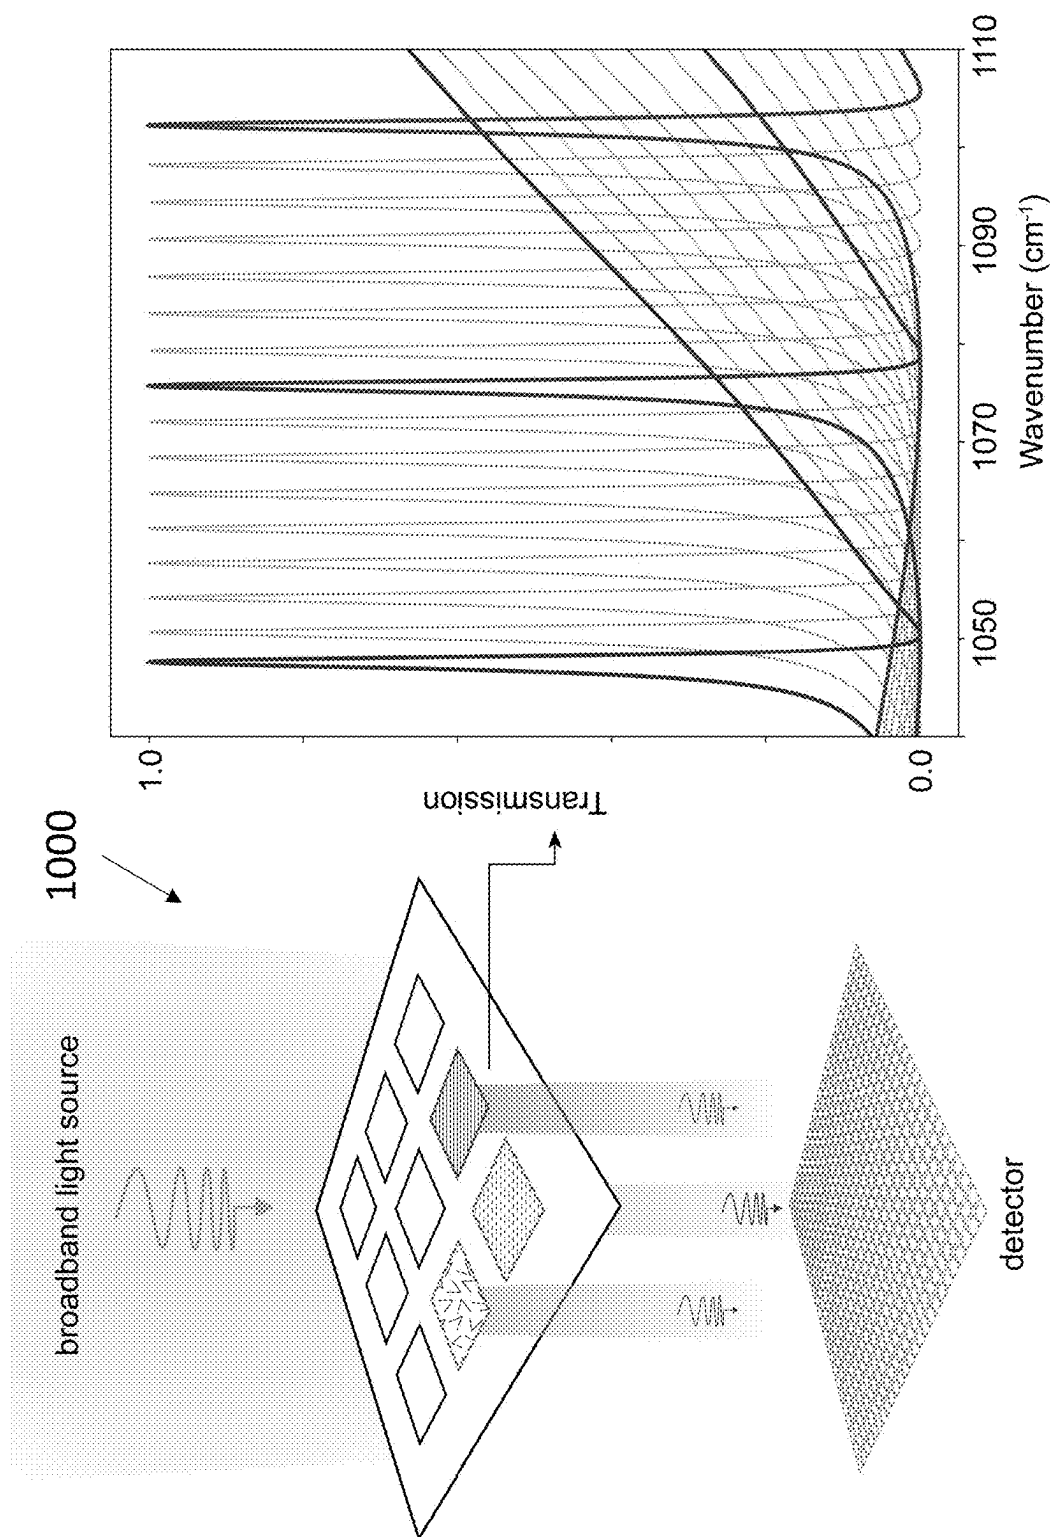 1000
broadband light source
detector
Transmission
1.0
0.0
1050
1070
1090
1110
Wavenumber (cm⁻¹)